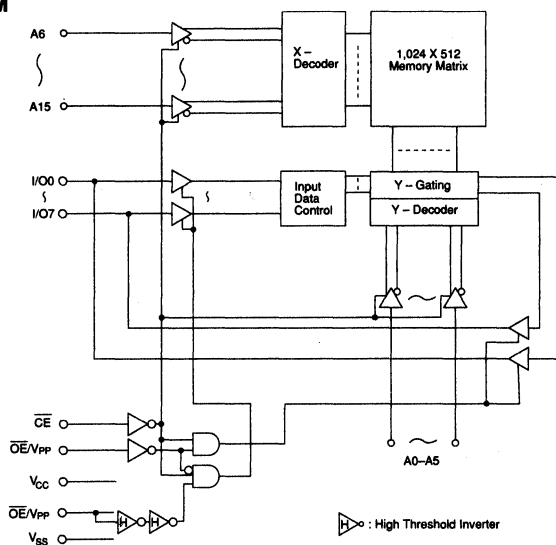 M
A6
X – Decoder
1,024 X 512
Memory Matrix
A15
I/O0
I/O7
Input
Data
Control
Y – Gating
Y – Decoder
CE
OE/VPP
A0–A5
VCC
OE/VPP
H
H
H : High Threshold Inverter
VSS